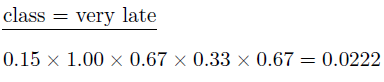 class = very late
0.15 × 1.00 × 0.67 × 0.33 × 0.67 = 0.0222